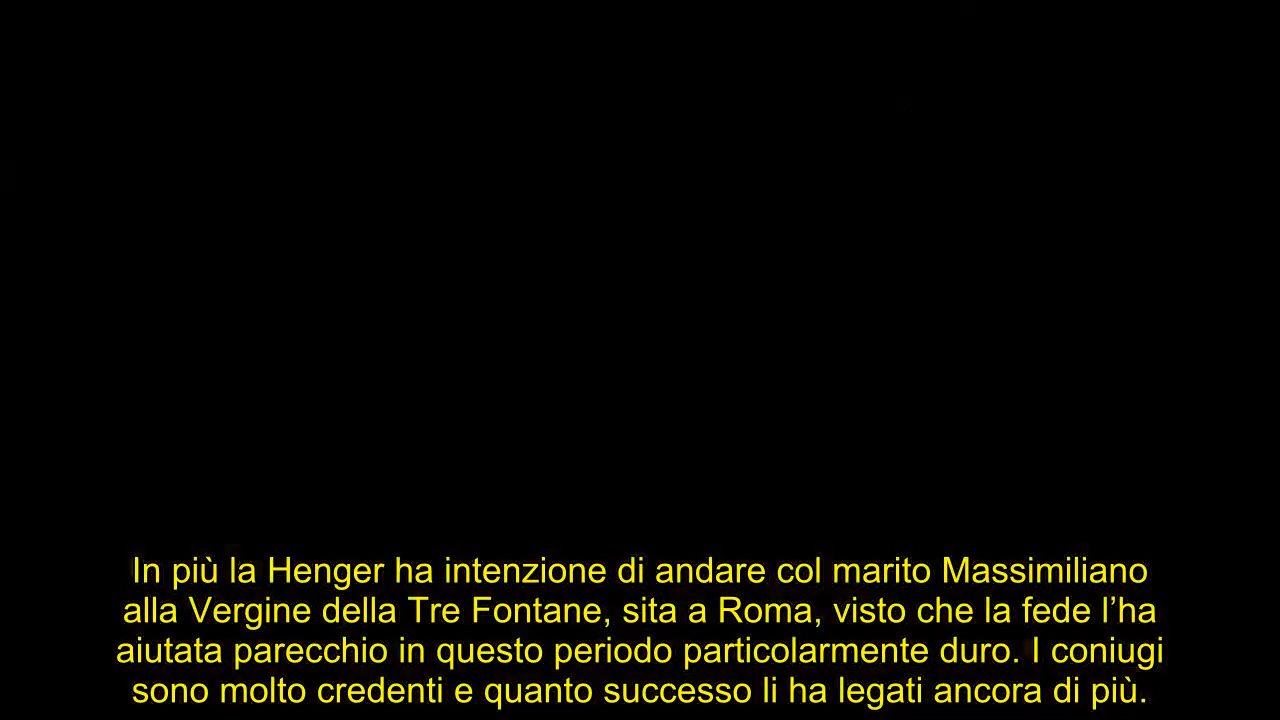 In più la Henger ha intenzione di andare col marito Massimiliano
alla Vergine della Tre Fontane, sita a Roma, visto che la fede l’ha
aiutata parecchio in questo periodo particolarmente duro. I coniugi
sono molto credenti e quanto successo li ha legati ancora di più.